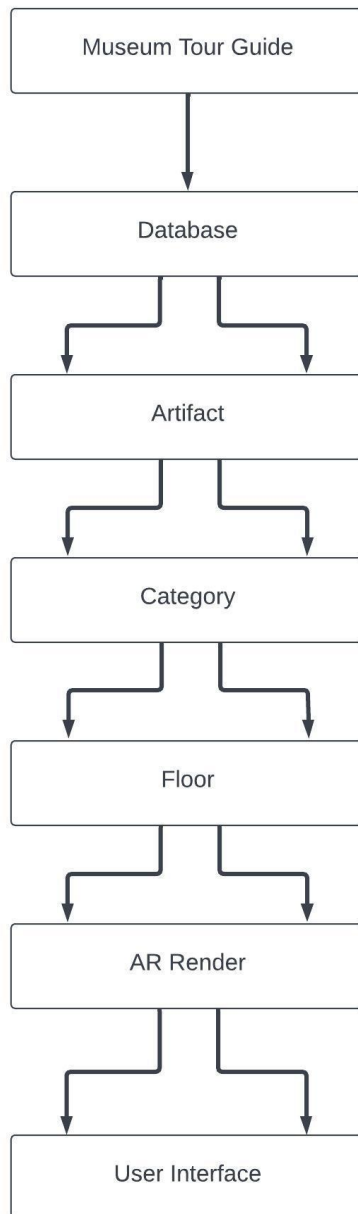 Museum Tour Guide
Database
Artifact
Category
Floor
AR Render
User Interface